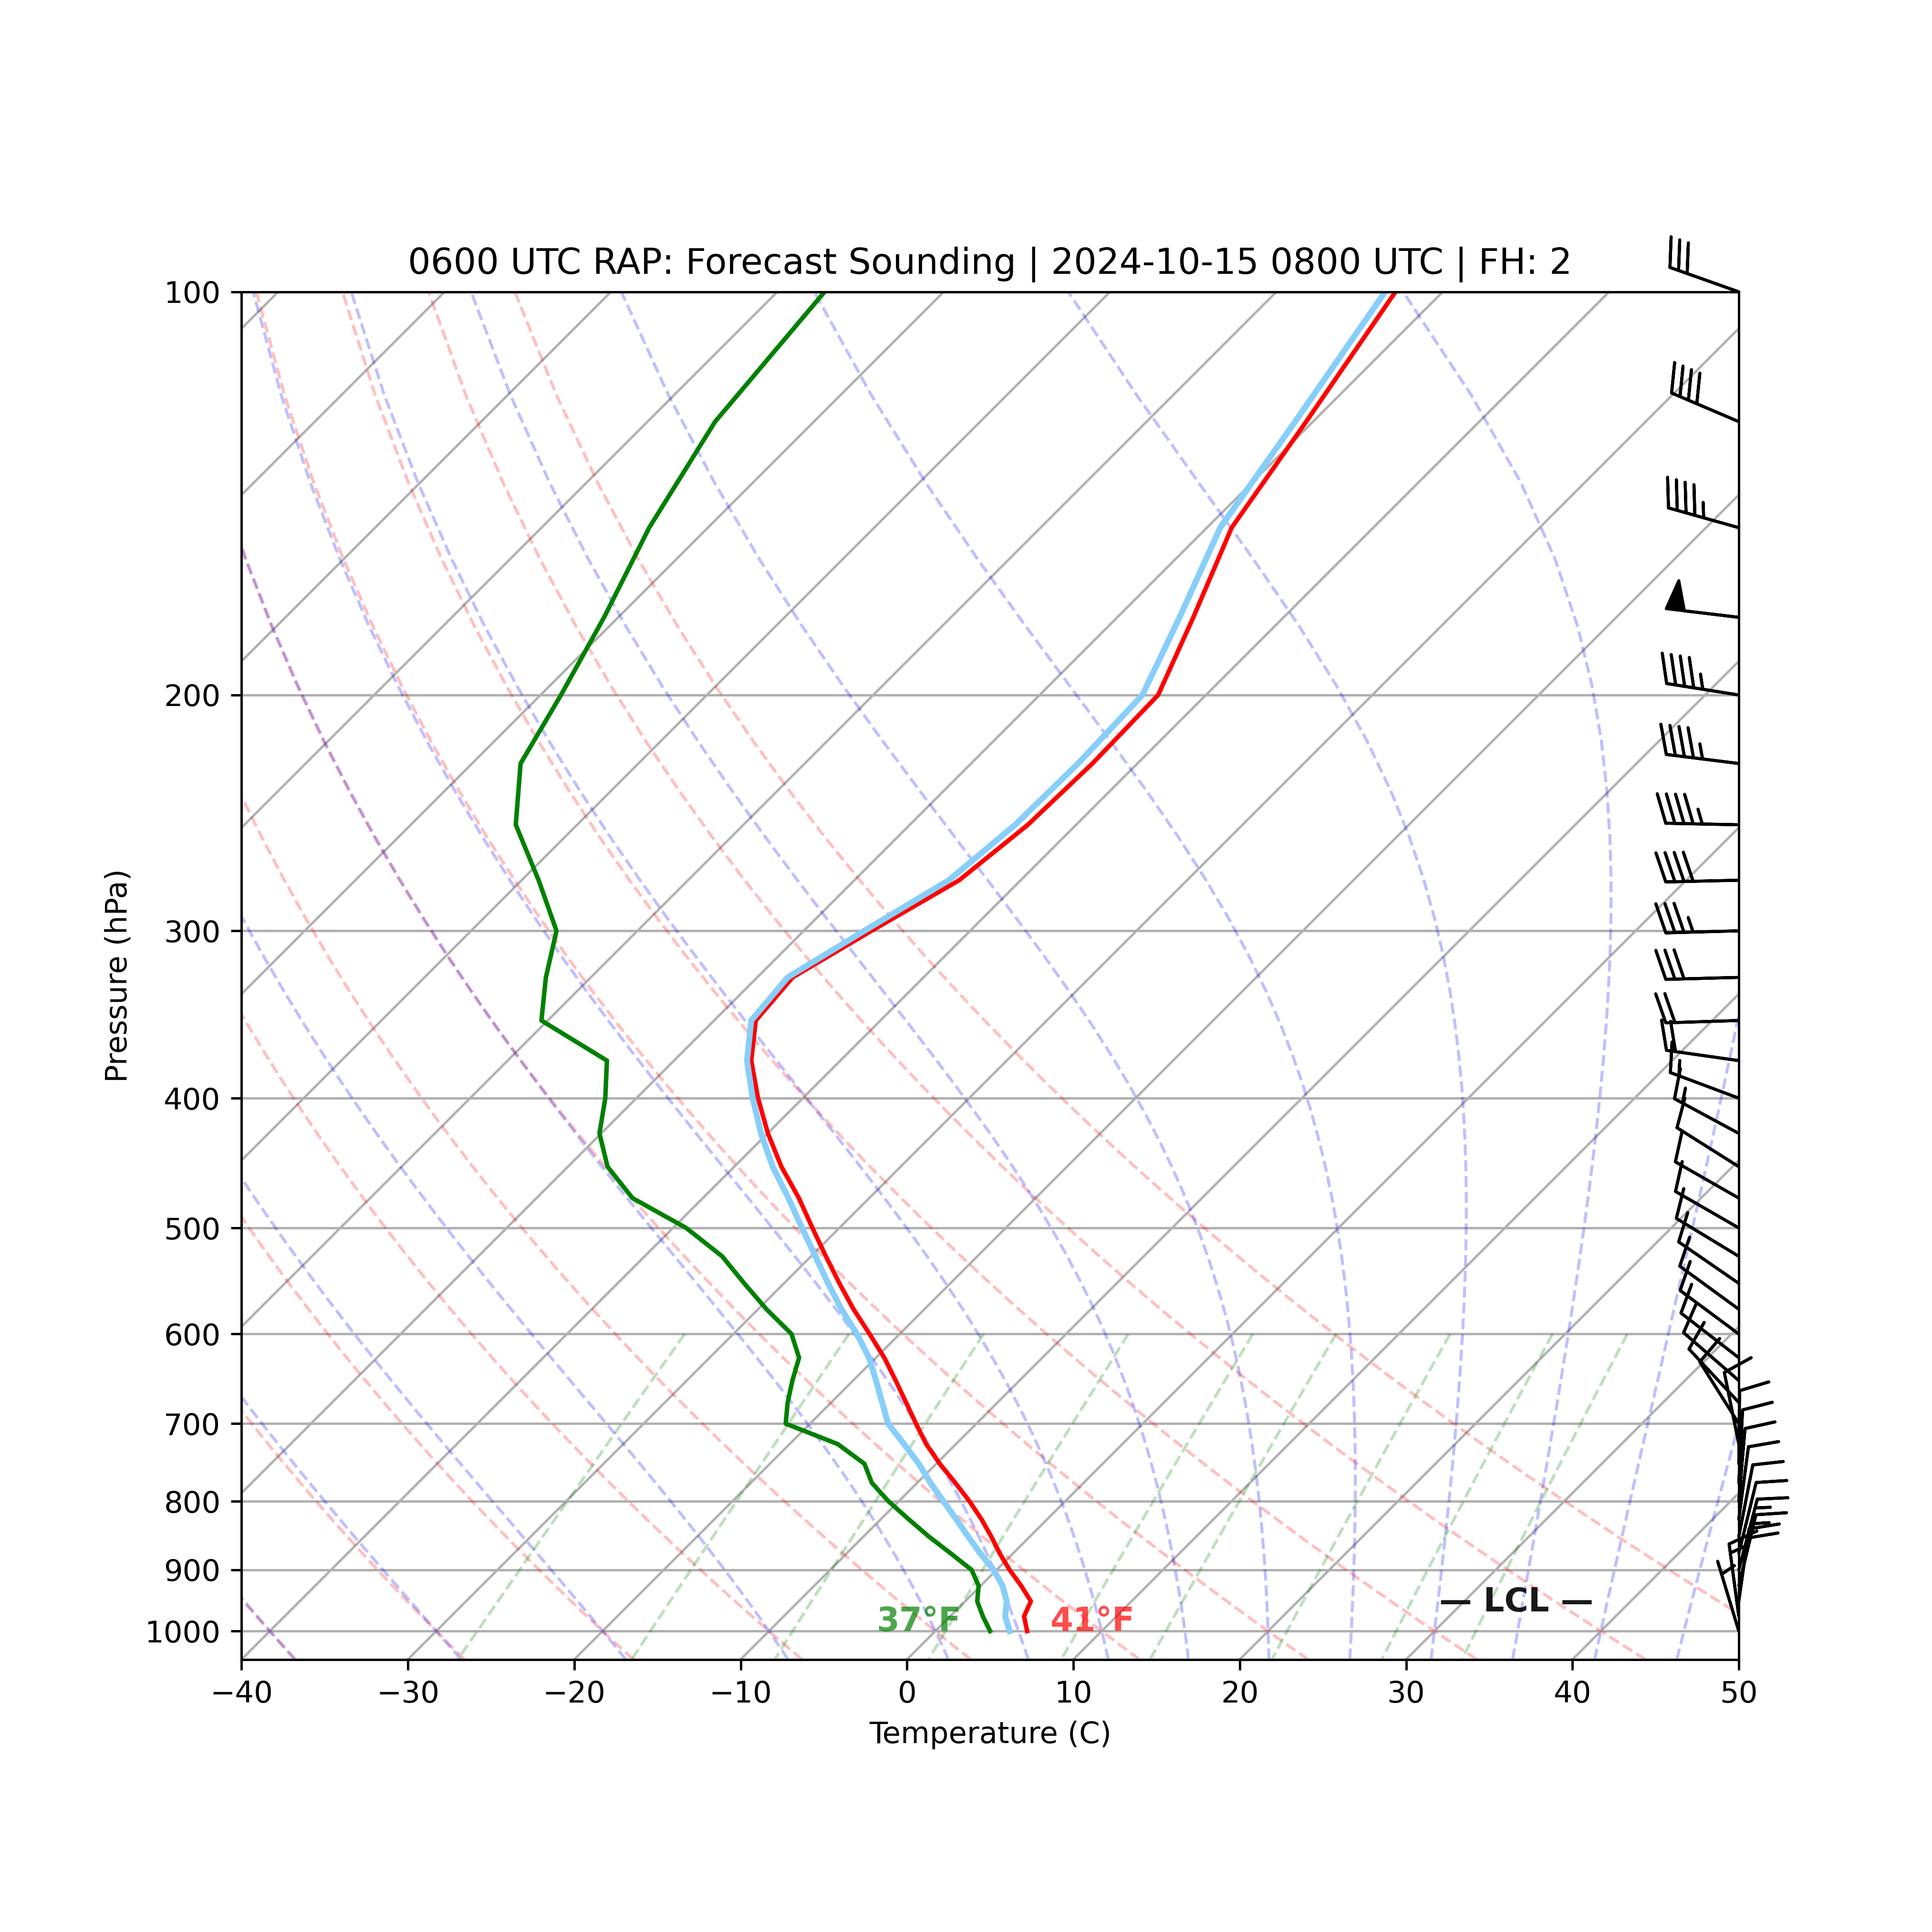 0600 UTC RAP: Forecast Sounding | 2024-10-15 0800 UTC | FH: 2
100
200
300
400
500
600
700
800
900
1000
Pressure (hPa)
37°F
41°F
— LCL —
−40 −30 −20 −10 0 10 20 30 40 50
Temperature (C)